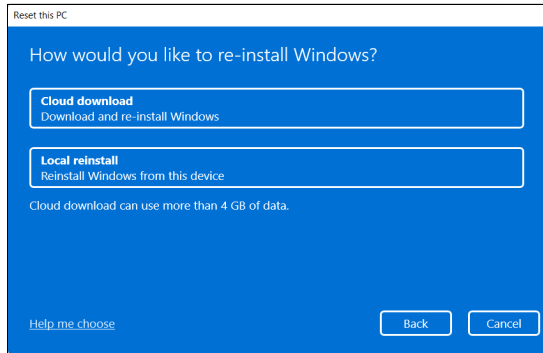 Reset this PC
How would you like to re-install Windows?
Cloud download
Download and re-install Windows
Local reinstall
Reinstall Windows from this device
Cloud download can use more than 4 GB of data.
Help me choose
Back
Cancel